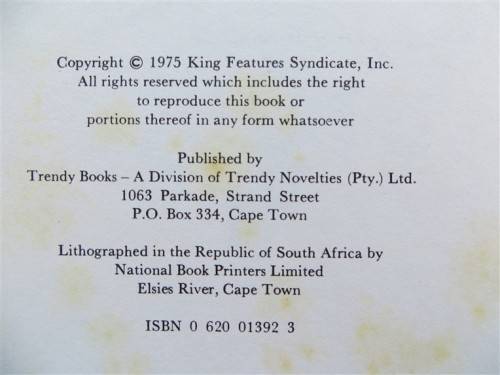 Copyright © 1975 King Features Syndicate, Inc.
All rights reserved which includes the right
to reproduce this book or
portions thereof in any form whatsoever
Published by
Trendy Books – A Division of Trendy Novelties (Pty.) Ltd.
1063 Parkade, Strand Street
P.O. Box 334, Cape Town
Lithographed in the Republic of South Africa by
National Book Printers Limited
Elsies River, Cape Town
ISBN 0 620 01392 3